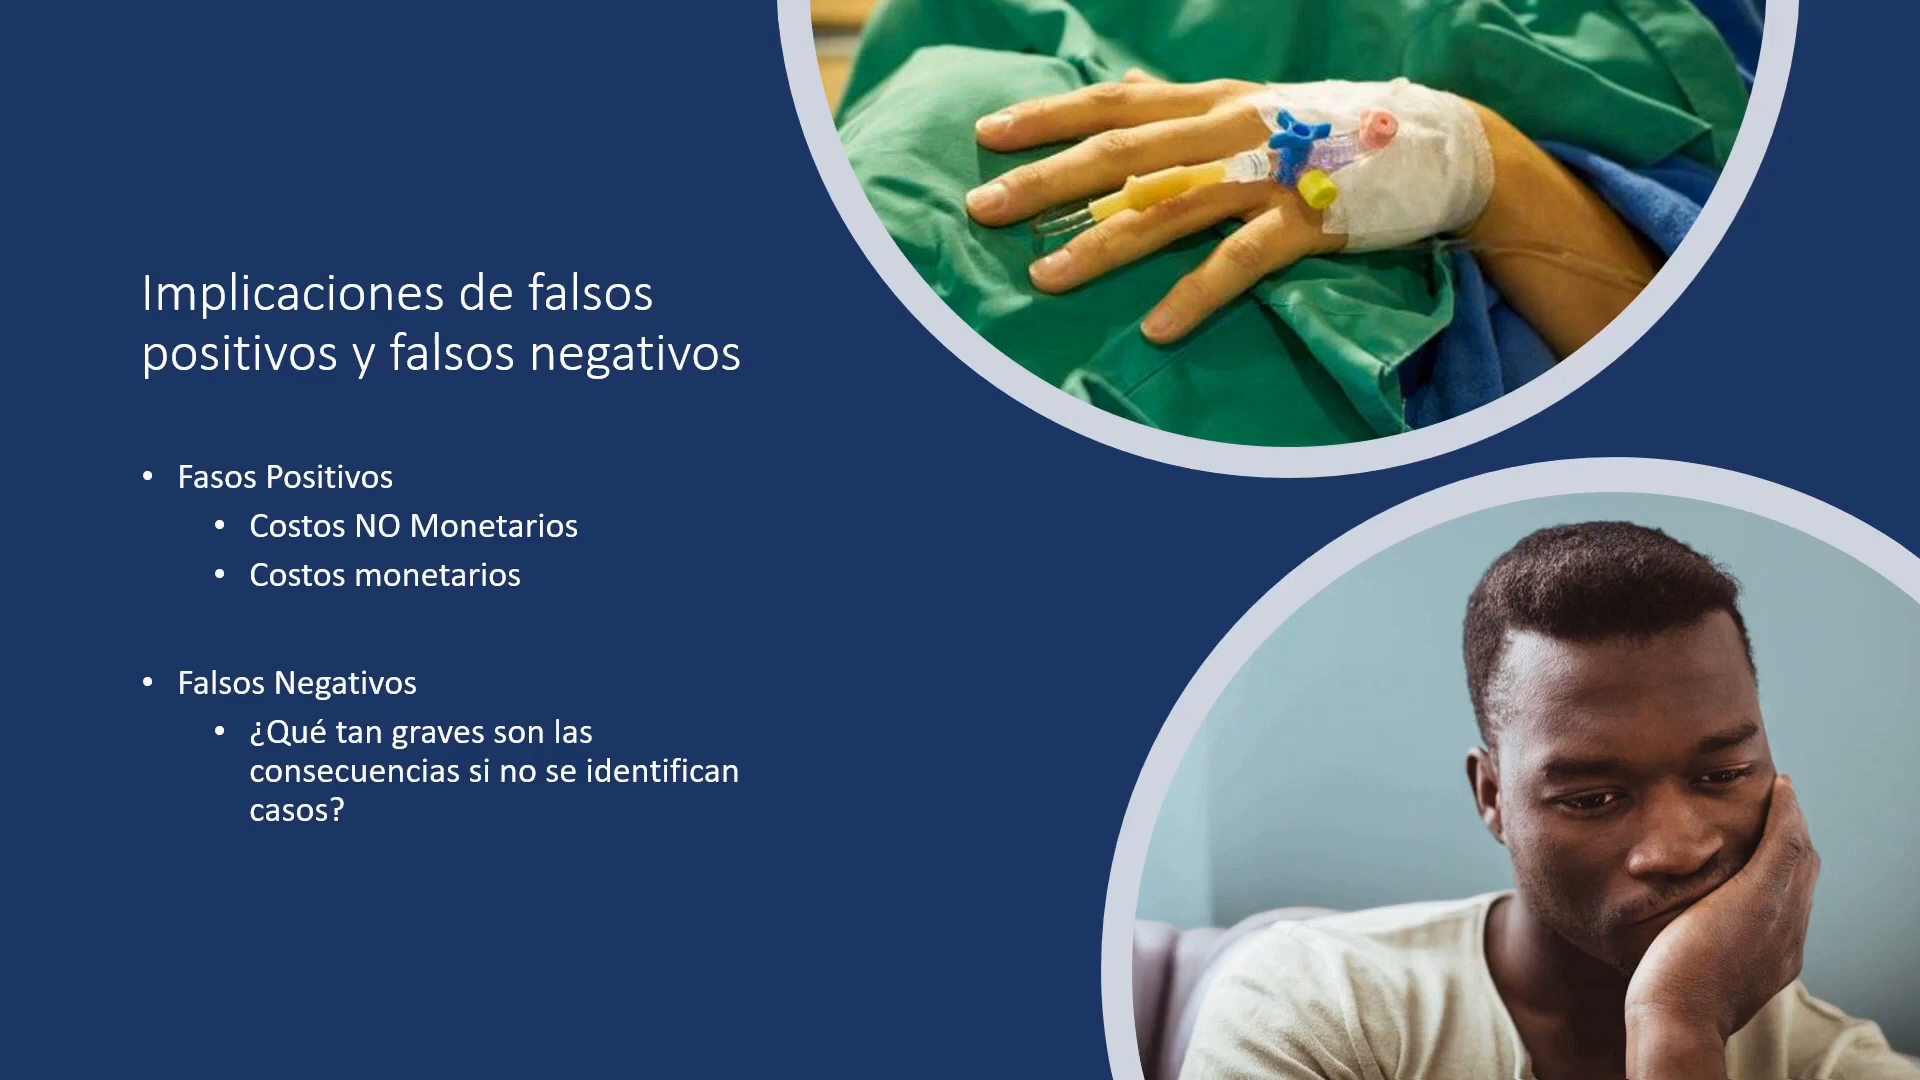 Implicaciones de falsos
positivos y falsos negativos
• Fasos Positivos
• Costos NO Monetarios
• Costos monetarios
• Falsos Negativos
• ¿Qué tan graves son las
consecuencias si no se identifican
casos?